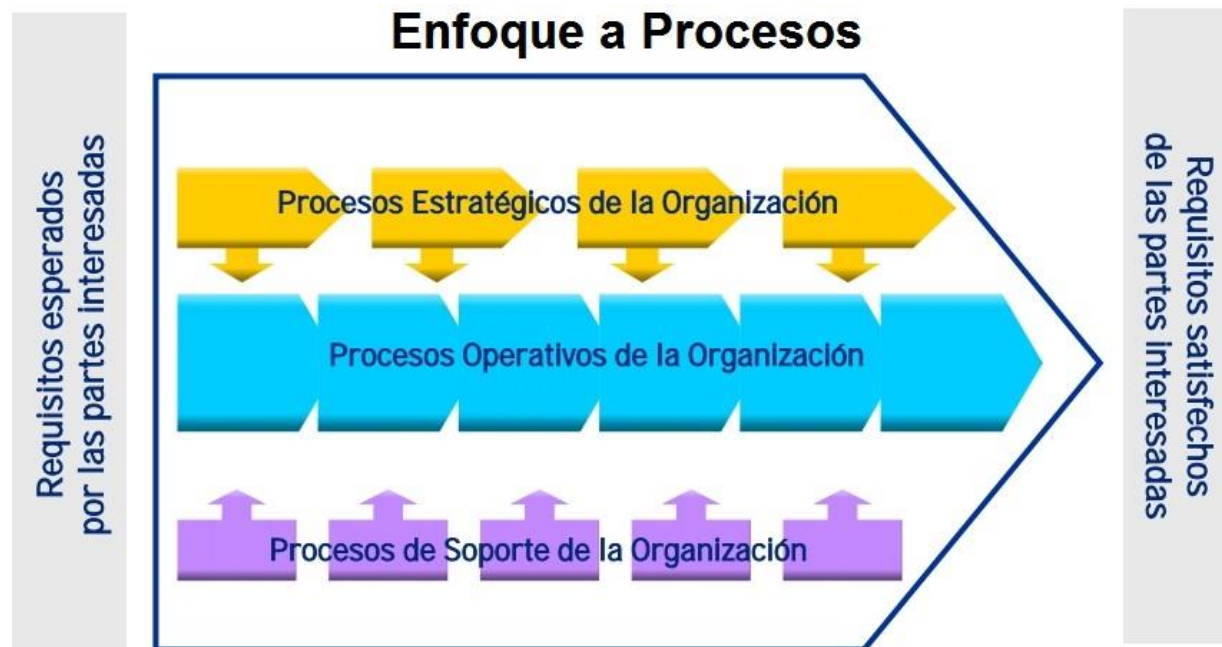 Enfoque a Procesos
Requisitos esperados
por las partes interesadas
Procesos Estratégicos de la Organización
Procesos Operativos de la Organización
Procesos de Soporte de la Organización
Requisitos satisfechos
de las partes interesadas